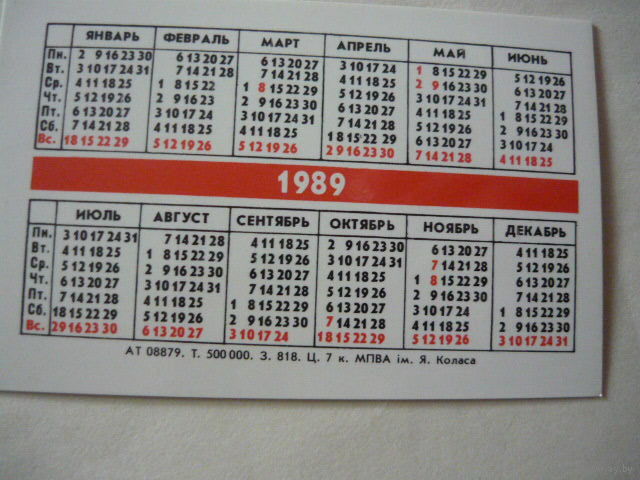 ЯНВАРЬ ФЕВРАЛЬ МАРТ АПРЕЛЬ МАЙ ИЮНЬ
Пн. 2 9 16 23 30 6 13 20 27 6 13 20 27 3 10 17 24 1 8 15 22 29 5 12 19 26
Вт. 3 10 17 24 31 7 14 21 28 7 14 21 28 4 11 18 25 2 9 16 23 30 6 13 20 27
Ср. 4 11 18 25 1 8 15 22 1 8 15 22 29 5 12 19 26 3 10 17 24 31 7 14 21 28
Чт. 5 12 19 26 2 9 16 23 2 9 16 23 30 6 13 20 27 4 11 18 25 1 8 15 22 29
Пт. 6 13 20 27 3 10 17 24 3 10 17 24 31 7 14 21 28 5 12 19 26 2 9 16 23 30
Сб. 7 14 21 28 4 11 18 25 4 11 18 25 1 8 15 22 29 6 13 20 27 3 10 17 24
Вс. 1 8 15 22 29 5 12 19 26 5 12 19 26 2 9 16 23 30 7 14 21 28 4 11 18 25
1989
ИЮЛЬ АВГУСТ СЕНТЯБРЬ ОКТЯБРЬ НОЯБРЬ ДЕКАБРЬ
Пн. 3 10 17 24 31 7 14 21 28 4 11 18 25 2 9 16 23 30 6 13 20 27 4 11 18 25
Вт. 4 11 18 25 1 8 15 22 29 5 12 19 26 3 10 17 24 31 7 14 21 28 5 12 19 26
Ср. 5 12 19 26 2 9 16 23 30 6 13 20 27 4 11 18 25 1 8 15 22 29 6 13 20 27
Чт. 6 13 20 27 3 10 17 24 31 7 14 21 28 5 12 19 26 2 9 16 23 30 7 14 21 28
Пт. 7 14 21 28 4 11 18 25 1 8 15 22 29 6 13 20 27 3 10 17 24 1 8 15 22 29
Сб. 1 8 15 22 29 5 12 19 26 2 9 16 23 30 7 14 21 28 4 11 18 25 2 9 16 23 30
Вс. 2 9 16 23 30 6 13 20 27 3 10 17 24 1 8 15 22 29 5 12 19 26 3 10 17 24 31
АТ 08879. Т. 500 000. З. 818. Ц. 7 к. МПВА ім. Я. Коласа